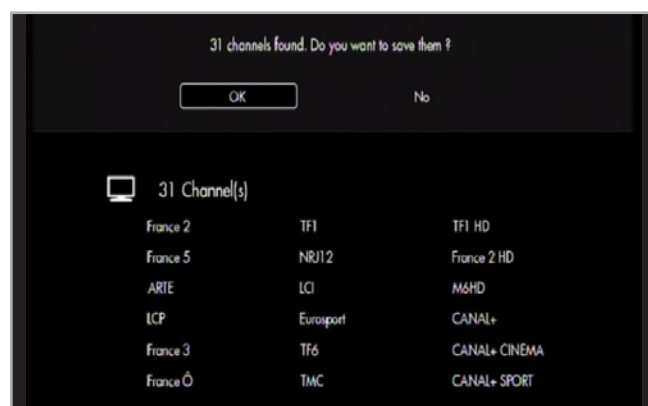 31 channels found. Do you want to save them ?
OK No
31 Channel(s)
France 2 TF1 TF1 HD
France 5 NRJ12 France 2 HD
ARTE LCI M6HD
LCP Eurosport CANAL+
France 3 TF6 CANAL+ CINEMA
France Ô TMC CANAL+ SPORT